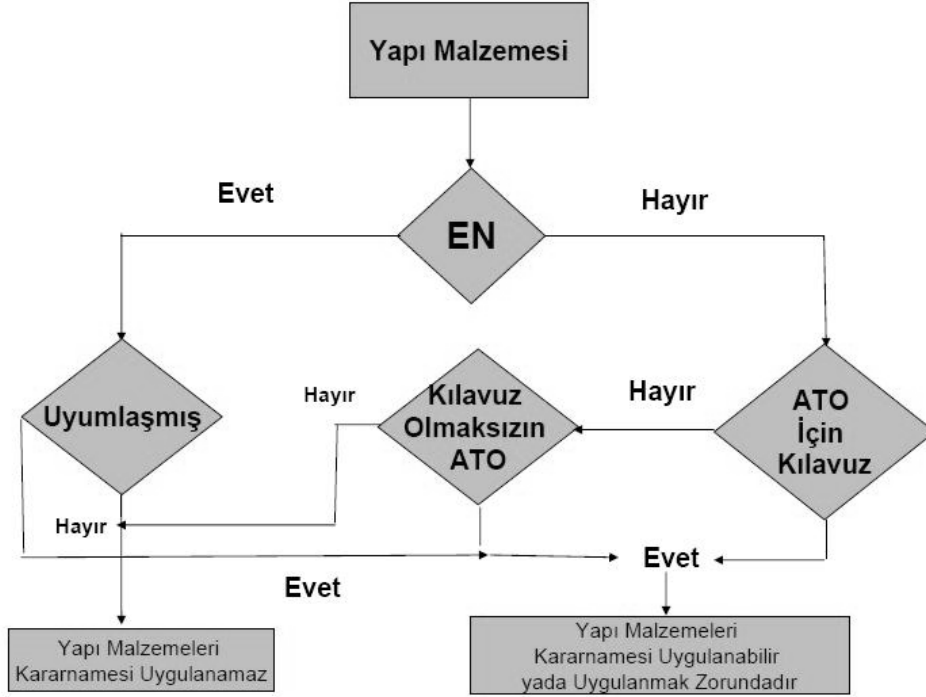 Yapı Malzemesi
Evet
Hayır
EN
Uyumlaşmış
Hayır
Kılavuz
Olmaksızın
ATO
Hayır
ATO
İçin
Kılavuz
Hayır
Evet
Evet
Yapı Malzemeleri
Kararnamesi Uygulanamaz
Yapı Malzemeleri
Kararnamesi Uygulanabilir
yada Uygulanmak Zorundadır